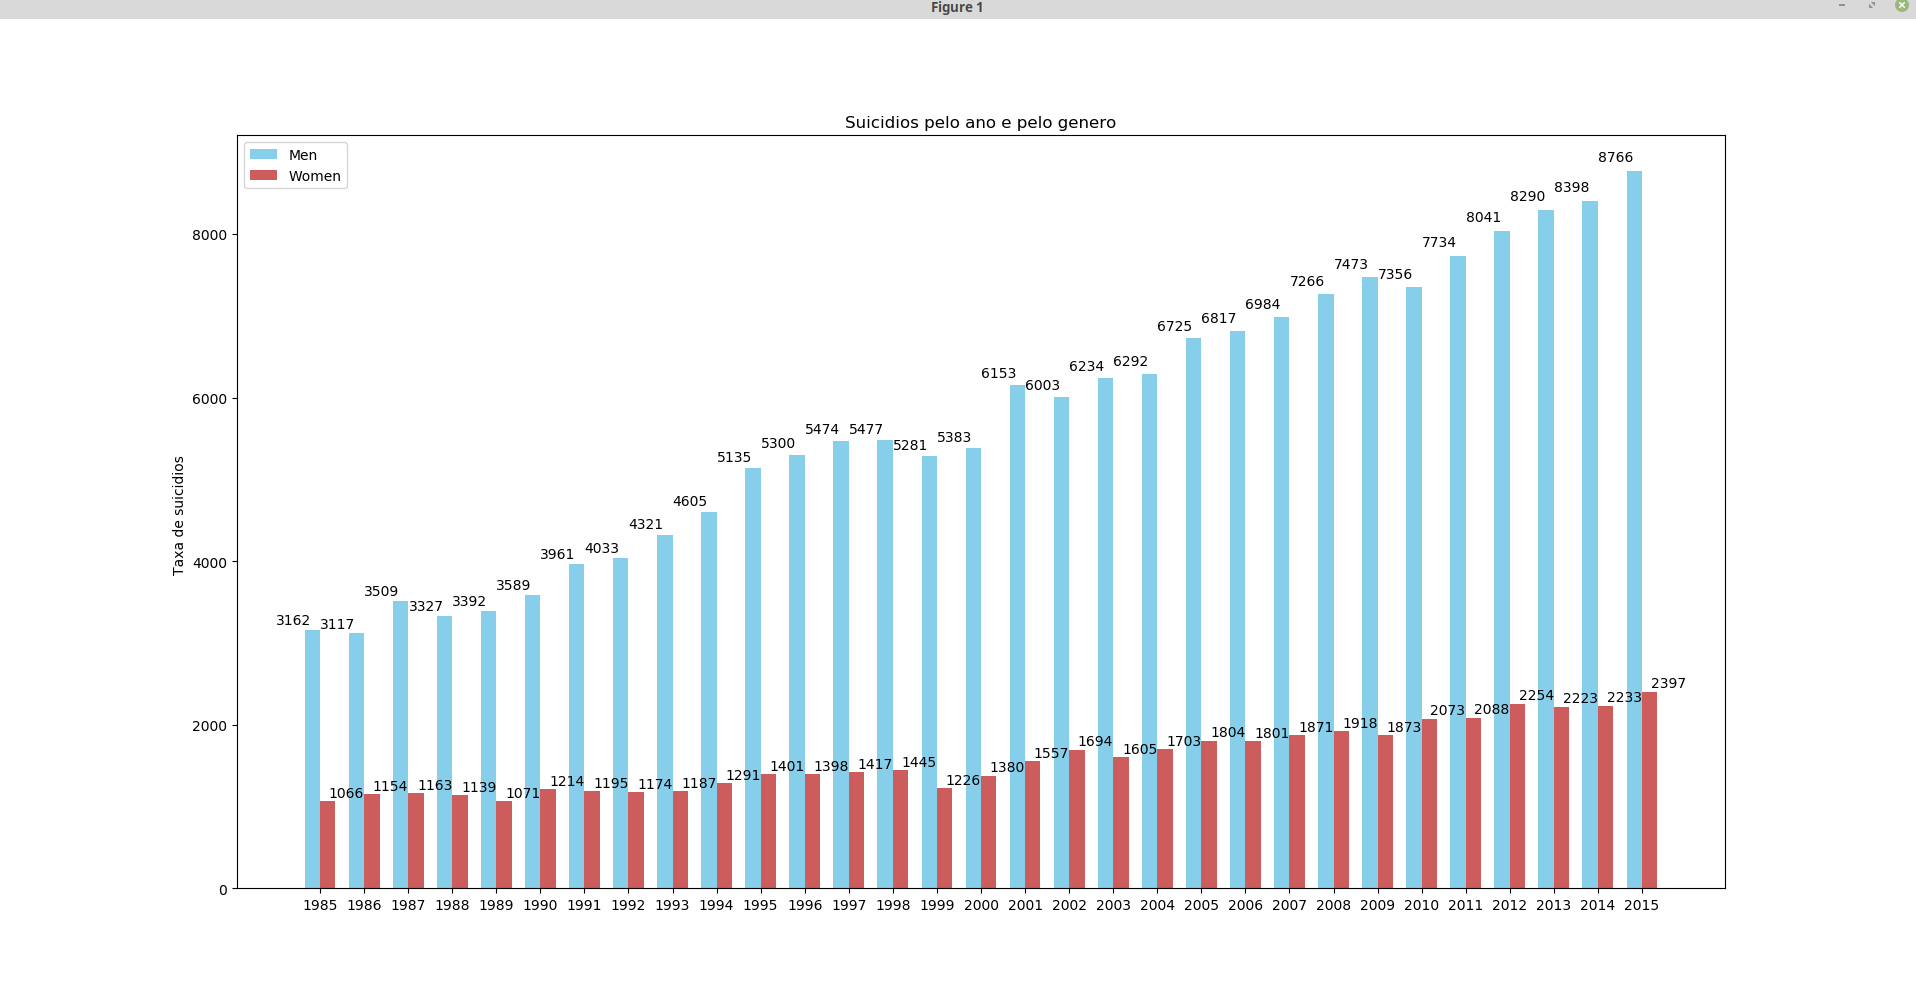 Figure 1
Suicidios pelo ano e pelo genero
Men
Women
Taxa de suicidios
8000
6000
4000
2000
0
3162 3117 3509 3327 3392 3589 3961 4033 4321 4605 5135 5300 5474 5477 5281 5383 6153 6003 6234 6292 6725 6817 6984 7266 7473 7356 7734 8041 8290 8398 8766
1066 1154 1163 1139 1071 1214 1195 1174 1187 1291 1401 1398 1417 1445 1226 1380 1557 1694 1605 1703 1804 1801 1871 1918 1873 2073 2088 2254 2223 2233 2397
1985 1986 1987 1988 1989 1990 1991 1992 1993 1994 1995 1996 1997 1998 1999 2000 2001 2002 2003 2004 2005 2006 2007 2008 2009 2010 2011 2012 2013 2014 2015